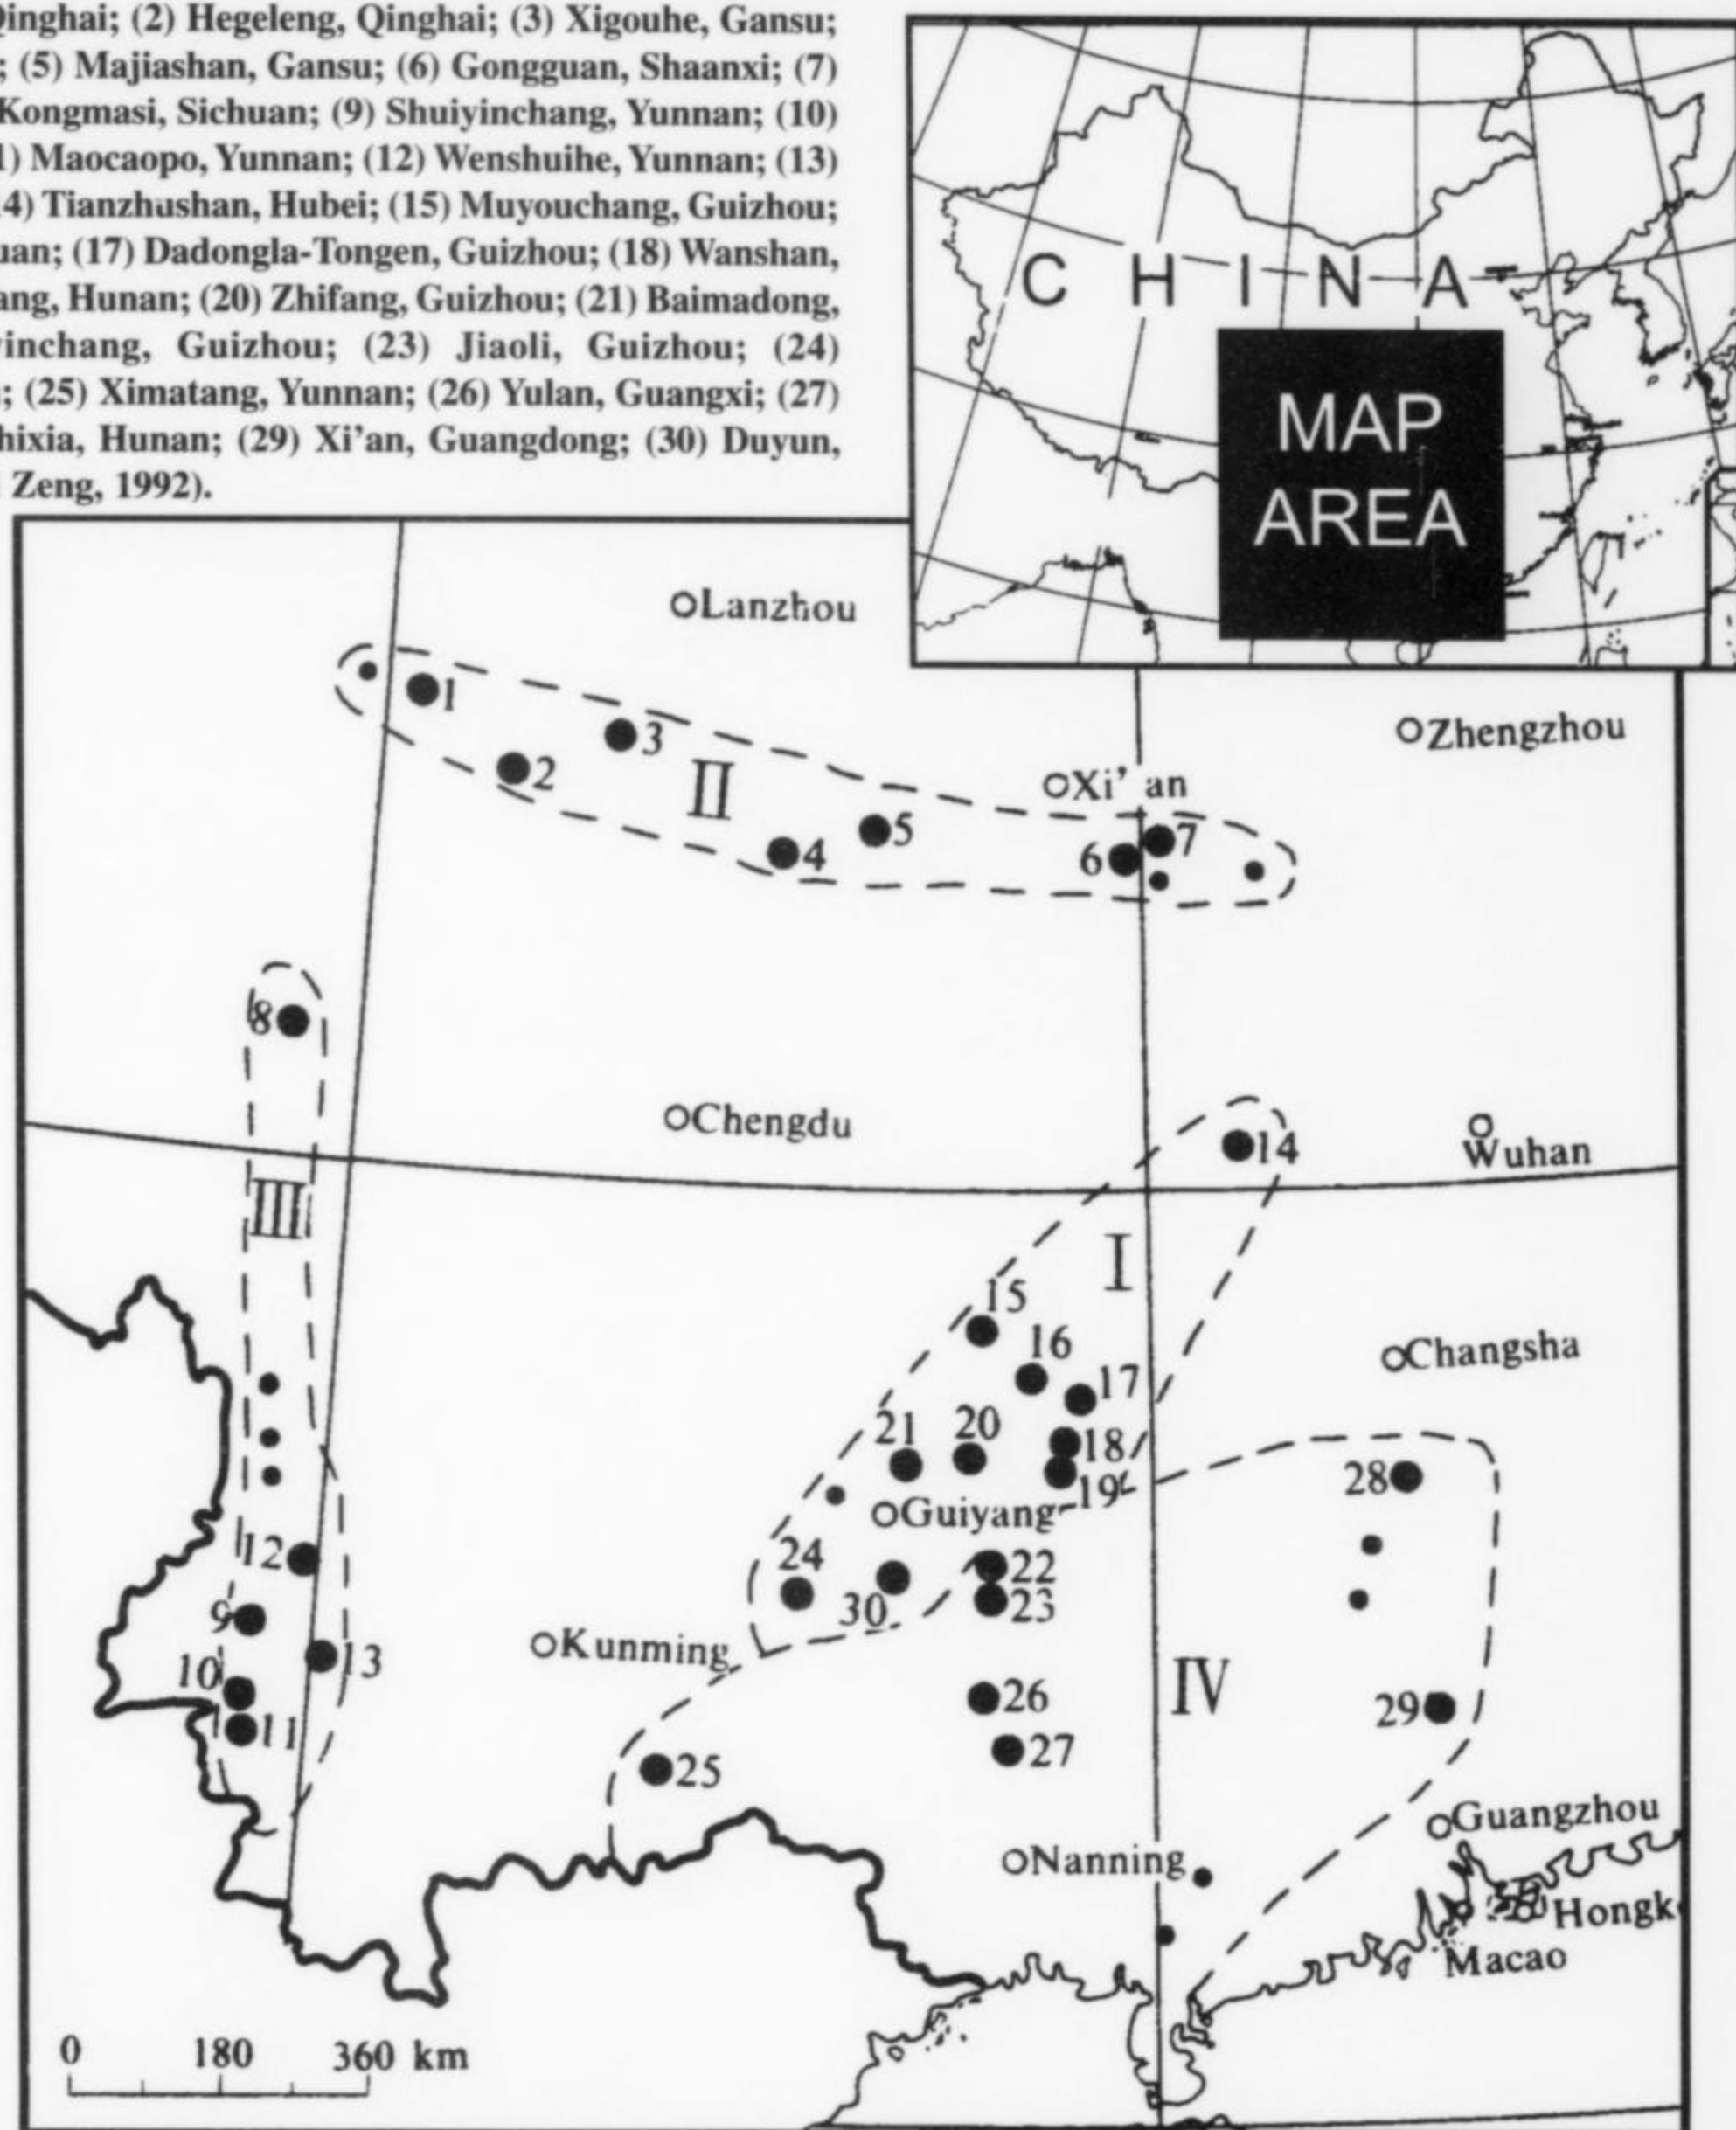 Qinghai; (2) Hegeleng, Qinghai; (3) Xigouhe, Gansu;
; (5) Majiashan, Gansu; (6) Gongguan, Shaanxi; (7)
Kongmasi, Sichuan; (9) Shuiyinchang, Yunnan; (10)
1) Maocaopo, Yunnan; (12) Wenshuihe, Yunnan; (13)
14) Tianzhushan, Hubei; (15) Muyouchang, Guizhou;
uan; (17) Dadongla-Tongen, Guizhou; (18) Wanshan,
ang, Hunan; (20) Zhifang, Guizhou; (21) Baimadong,
yinchang, Guizhou; (23) Jiaoli, Guizhou; (24)
; (25) Ximatang, Yunnan; (26) Yulan, Guangxi; (27)
hixia, Hunan; (29) Xi'an, Guangdong; (30) Duyun,
Zeng, 1992).
CHINA
MAP
AREA
Lanzhou
1
Zhengzhou
3
2
II
Xi' an
5
4
6
7
8
Chengdu
14
Wuhan
III
I
15
16
Changsha
17
21
20
18
19
28
Guiyang
12
24
22
30
23
9
Kunming
13
10
IV
26
29
11
27
25
Guangzhou
Nanning
Hongk
Macao
0 180 360 km